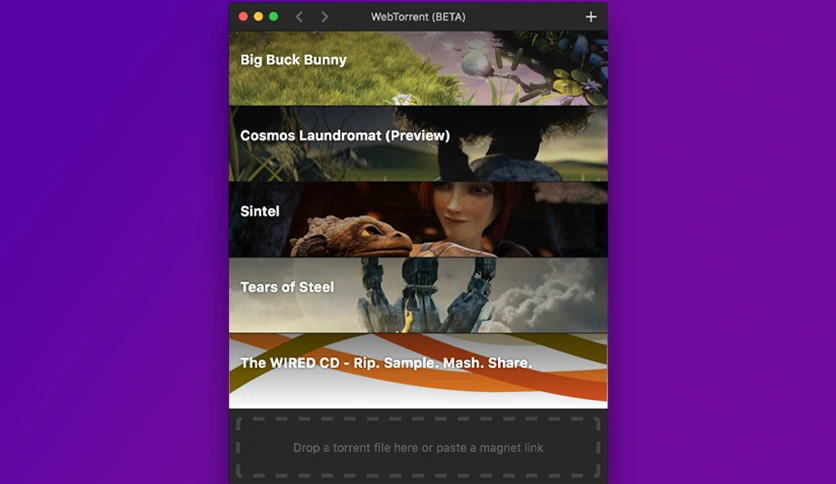 WebTorrent (BETA)
Big Buck Bunny
Cosmos Laundromat (Preview)
Sintel
Tears of Steel
The WIRED CD - Rip. Sample. Mash. Share.
Drop a torrent file here or paste a magnet link